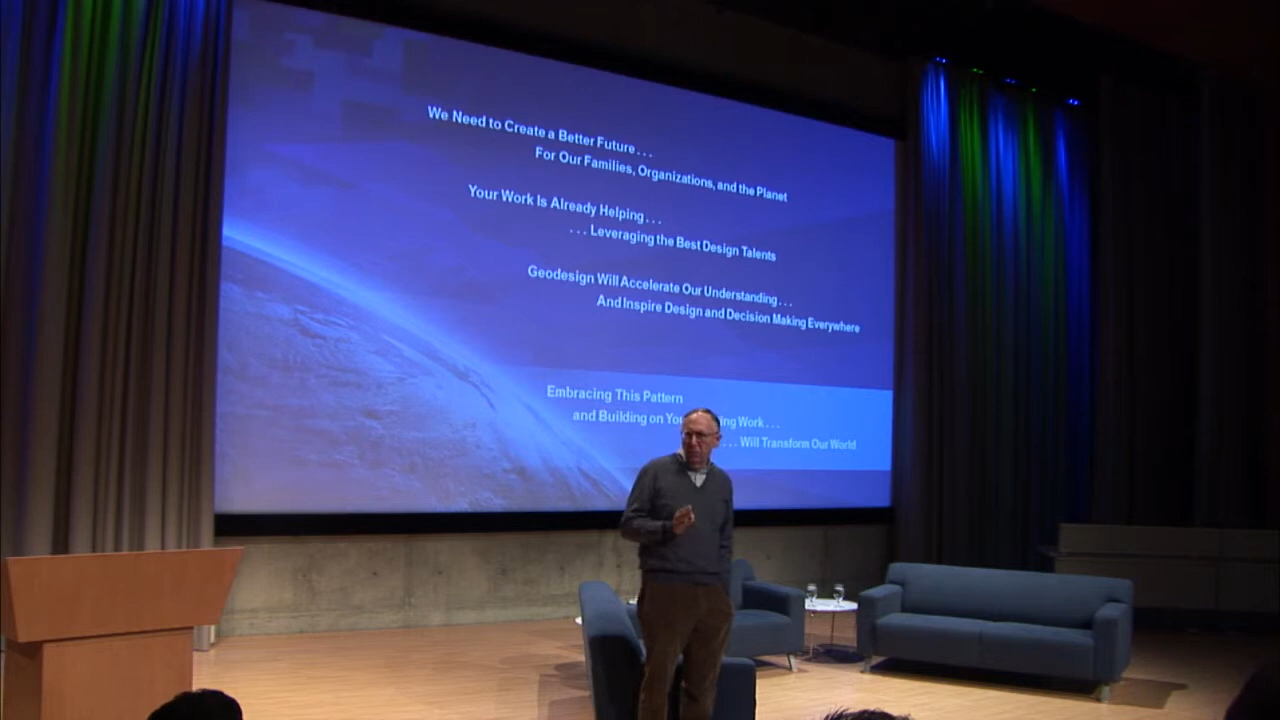 We Need to Create a Better Future . . .
For Our Families, Organizations, and the Planet
Your Work Is Already Helping . . .
. . . Leveraging the Best Design Talents
Geodesign Will Accelerate Our Understanding . . .
And Inspire Design and Decision Making Everywhere
Embracing This Pattern
and Building on You ing Work . . .
. . . Will Transform Our World